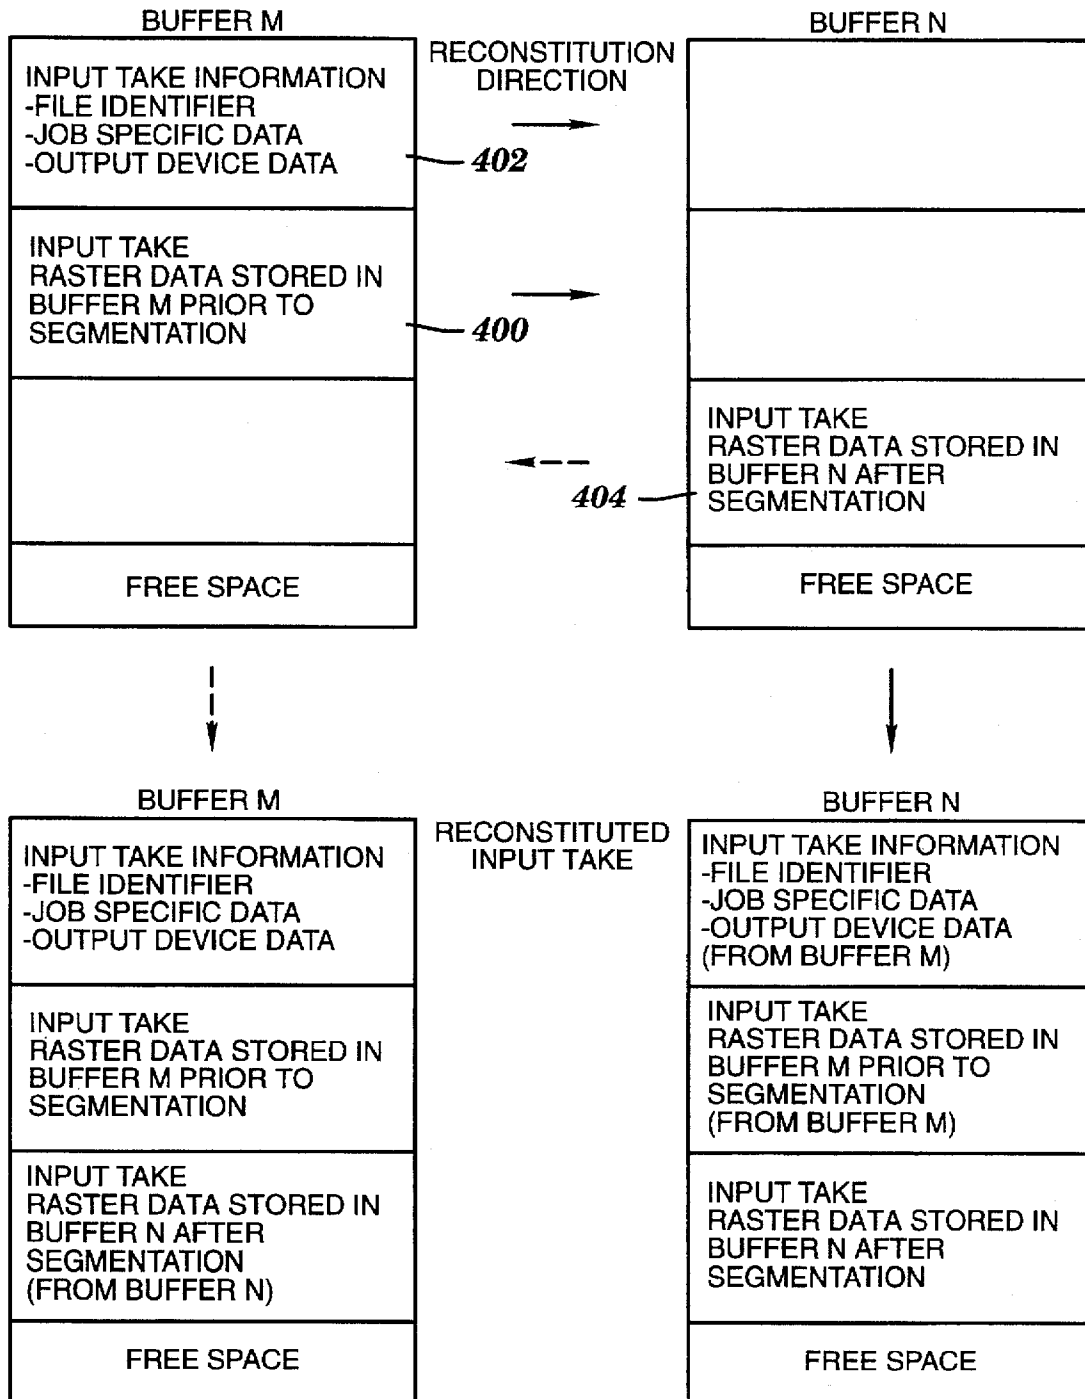 BUFFER M
INPUT TAKE INFORMATION
-FILE IDENTIFIER
-JOB SPECIFIC DATA
-OUTPUT DEVICE DATA
402
INPUT TAKE
RASTER DATA STORED IN
BUFFER M PRIOR TO
SEGMENTATION
400
FREE SPACE
RECONSTITUTION
DIRECTION
BUFFER N
INPUT TAKE
RASTER DATA STORED IN
BUFFER N AFTER
SEGMENTATION
404
FREE SPACE
BUFFER M
INPUT TAKE INFORMATION
-FILE IDENTIFIER
-JOB SPECIFIC DATA
-OUTPUT DEVICE DATA
INPUT TAKE
RASTER DATA STORED IN
BUFFER M PRIOR TO
SEGMENTATION
INPUT TAKE
RASTER DATA STORED IN
BUFFER N AFTER
SEGMENTATION
(FROM BUFFER N)
FREE SPACE
RECONSTITUTED
INPUT TAKE
BUFFER N
INPUT TAKE INFORMATION
-FILE IDENTIFIER
-JOB SPECIFIC DATA
-OUTPUT DEVICE DATA
(FROM BUFFER M)
INPUT TAKE
RASTER DATA STORED IN
BUFFER M PRIOR TO
SEGMENTATION
(FROM BUFFER M)
INPUT TAKE
RASTER DATA STORED IN
BUFFER N AFTER
SEGMENTATION
FREE SPACE